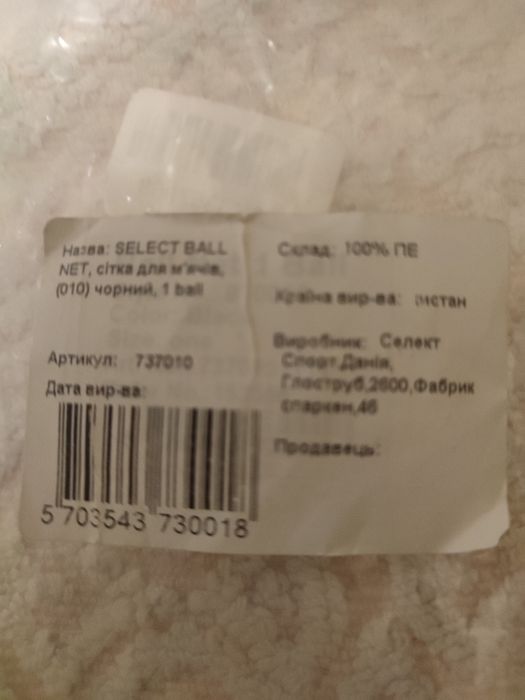 Назва: SELECT BALL
NET, сітка для м'ячів,
(010) чорний, 1 ball
Артикул: 737010
Дата вир-ва:
5 703543 730018
Склад: 100% ПЕ
Країна вир-ва:
Виробник: Селект
Спорт,Данія,
Глоструб,2600,Фабрик
спаркен,46
Продавець: